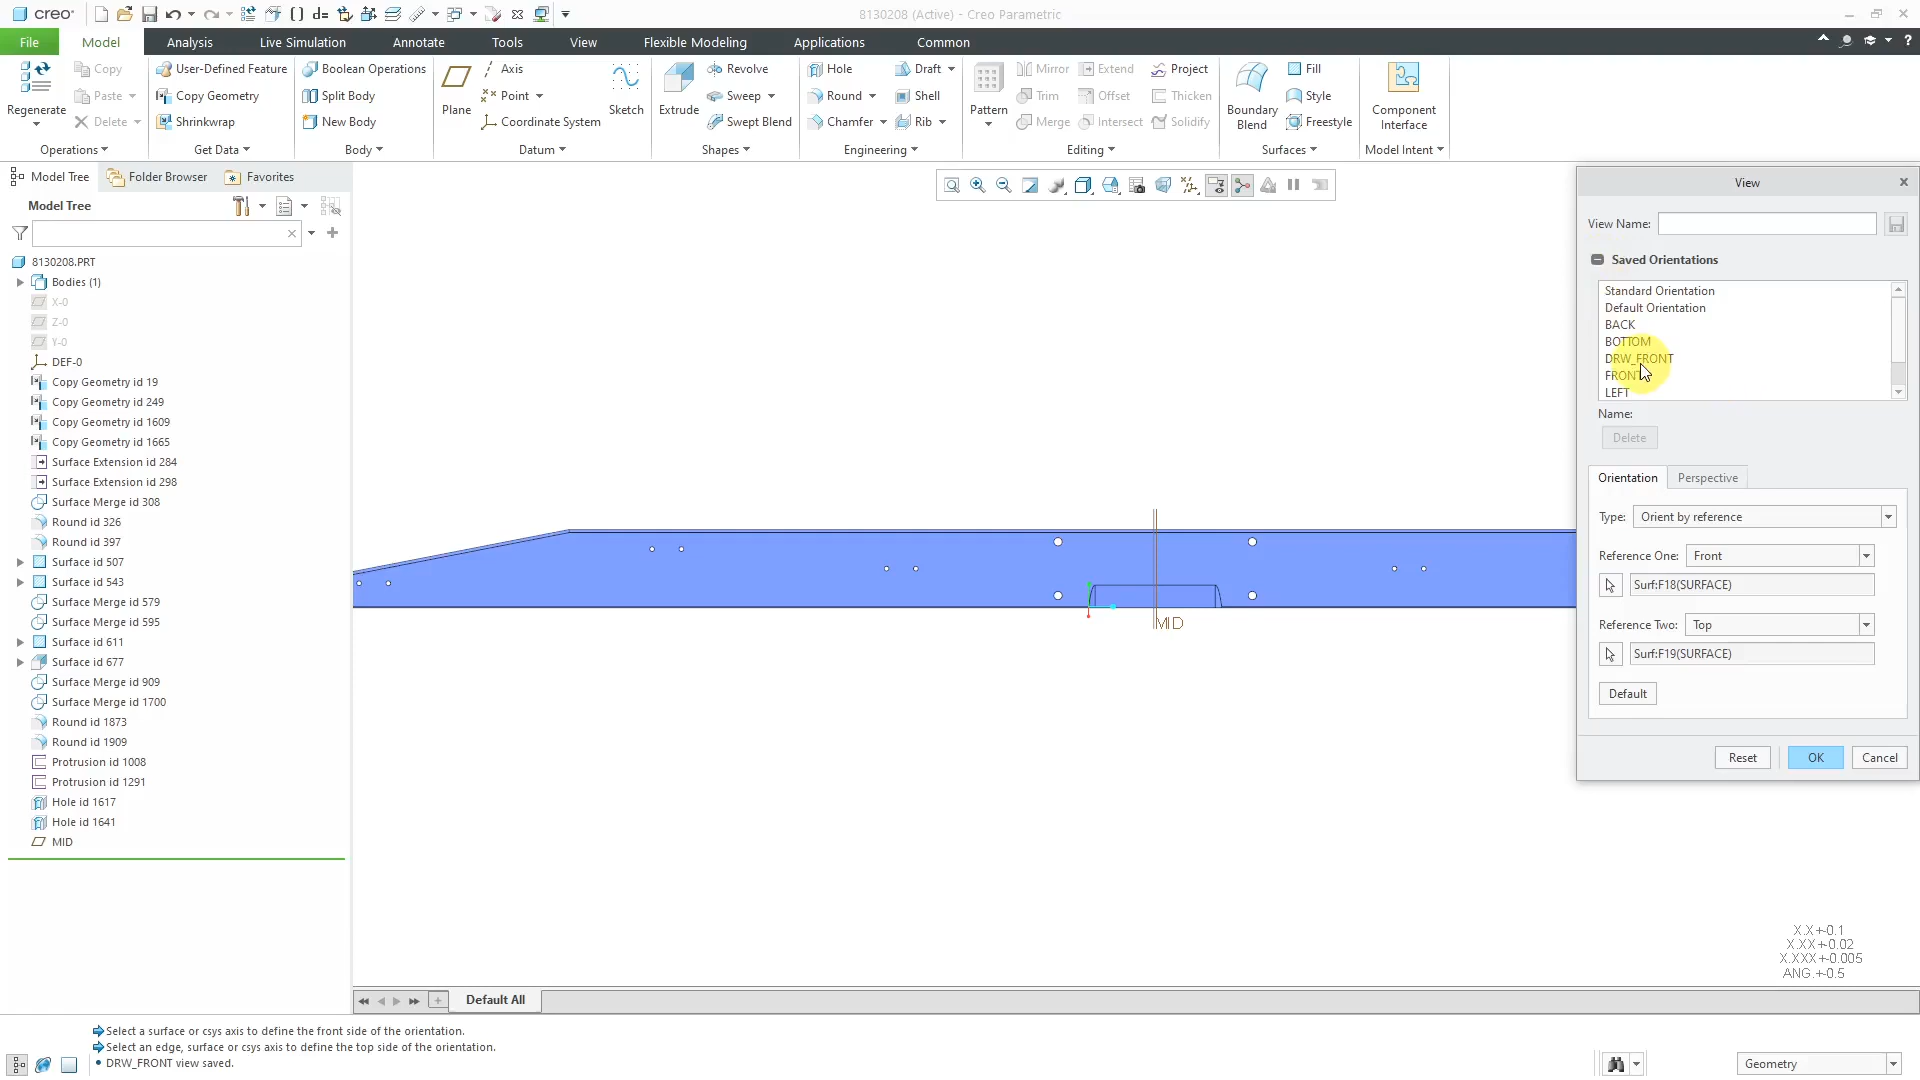 creo
8130208 (Active) - Creo Parametric
File Model Analysis Live Simulation Annotate Tools View Flexible Modeling Applications Common
Regenerate
Copy
Paste
Delete
Operations
User-Defined Feature
Copy Geometry
Shrinkwrap
Get Data
Boolean Operations
Split Body
New Body
Body
Plane
Axis
Point
Coordinate System
Sketch
Datum
Extrude
Revolve
Sweep
Swept Blend
Shapes
Hole
Draft
Round
Shell
Chamfer
Rib
Engineering
Pattern
Mirror
Extend
Project
Trim
Offset
Thicken
Merge
Intersect
Solidify
Editing
Boundary
Blend
Fill
Style
Freestyle
Surfaces
Component
Interface
Model Intent
Model Tree Folder Browser Favorites
Model Tree
8130208.PRT
Bodies (1)
X-0
Z-0
Y-0
DEF-0
Copy Geometry id 19
Copy Geometry id 249
Copy Geometry id 1609
Copy Geometry id 1665
Surface Extension id 284
Surface Extension id 298
Surface Merge id 308
Round id 326
Round id 397
Surface id 507
Surface id 543
Surface Merge id 579
Surface Merge id 595
Surface id 611
Surface id 677
Surface Merge id 909
Surface Merge id 1700
Round id 1873
Round id 1909
Protrusion id 1008
Protrusion id 1291
Hole id 1617
Hole id 1641
MID
MID
View
View Name:
Saved Orientations
Standard Orientation
Default Orientation
BACK
BOTTOM
DRW_FRONT
FRONT
LEFT
Name:
Delete
Orientation Perspective
Type: Orient by reference
Reference One: Front
Surf:F18(SURFACE)
Reference Two: Top
Surf:F19(SURFACE)
Default
Reset OK Cancel
X.X+-0.1
X.XX+-0.02
X.XXX+-0.005
ANG.+-0.5
Default All
Select a surface or csys axis to define the front side of the orientation.
Select an edge, surface or csys axis to define the top side of the orientation.
• DRW_FRONT view saved.
Geometry